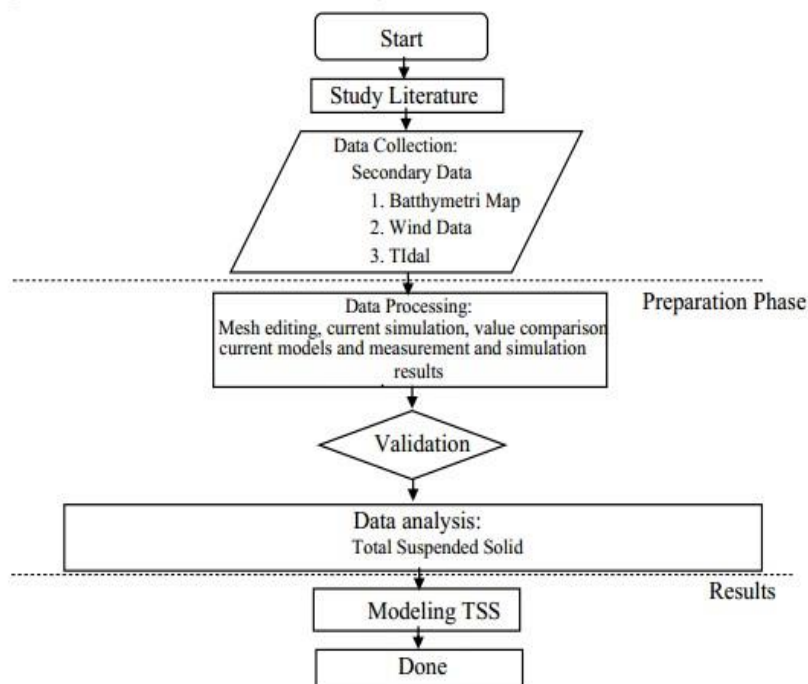 Start
Study Literature
Data Collection:
Secondary Data
1. Batthymetri Map
2. Wind Data
3. TIdal
Preparation Phase
Data Processing:
Mesh editing, current simulation, value comparison
current models and measurement and simulation
results
Validation
Data analysis:
Total Suspended Solid
Results
Modeling TSS
Done